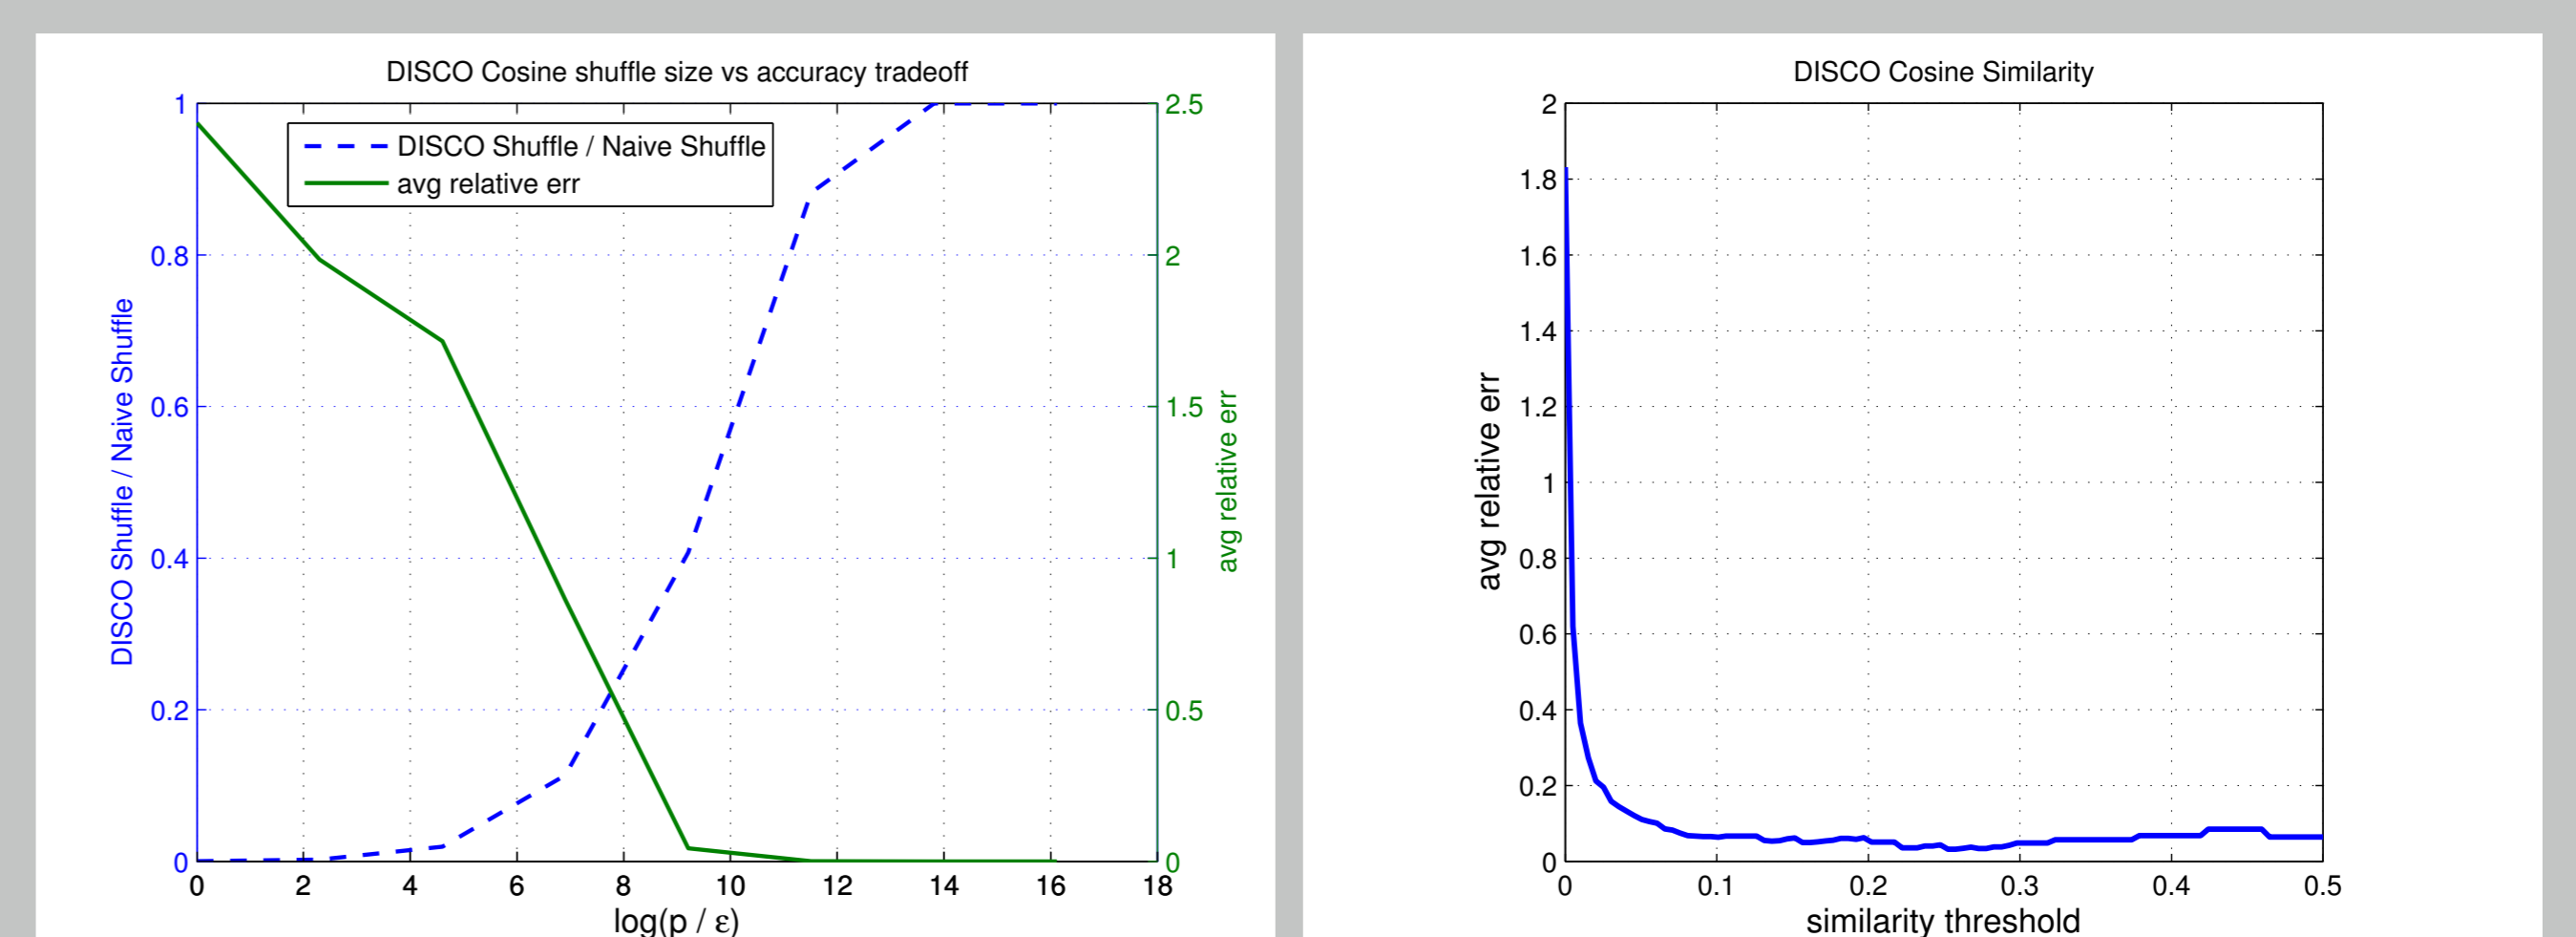 DISCO Cosine shuffle size vs accuracy tradeoff
DISCO Shuffle / Naive Shuffle
avg relative err
1
0.8
0.6
0.4
0.2
0
DISCO Shuffle / Naive Shuffle
2.5
2
1.5
1
0.5
0
avg relative err
0 2 4 6 8 10 12 14 16 18
log(p / ε)
DISCO Cosine Similarity
2
1.8
1.6
1.4
1.2
1
0.8
0.6
0.4
0.2
0
avg relative err
0 0.1 0.2 0.3 0.4 0.5
similarity threshold